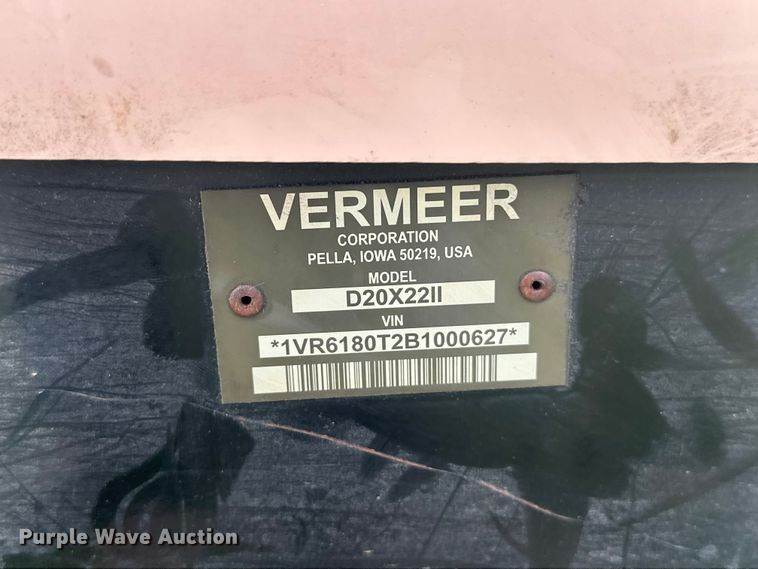 VERMEER
CORPORATION
PELLA, IOWA 50219, USA
MODEL
D20X22II
VIN
*1VR6180T2B1000627*
Purple Wave Auction